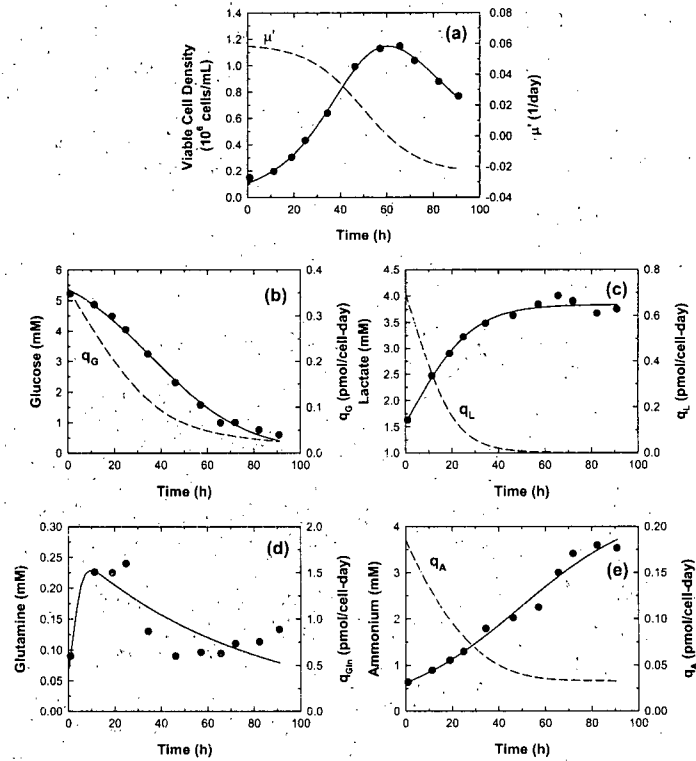 (a)
μ'
Viable Cell Density
(10⁶ cells/mL)
1.4
1.2
1.0
0.8
0.6
0.4
0.2
0.0
0.08
0.06
0.04
0.02
0.00
-0.02
-0.04
μ' (1/day)
0 20 40 60 80 100
Time (h)
(b)
Glucose (mM)
6
5
4
3
2
1
0
q_G
0.4
0.3
0.2
0.1
0.0
q_G (pmol/cell-day)
0 20 40 60 80 100
Time (h)
(c)
Lactate (mM)
4.5
4.0
3.5
3.0
2.5
2.0
1.5
1.0
q_L
0.8
0.6
0.4
0.2
0.0
q_L (pmol/cell-day)
0 20 40 60 80 100
Time (h)
(d)
Glutamine (mM)
0.30
0.25
0.20
0.15
0.10
0.05
0.00
2.0
1.5
1.0
0.5
0.0
q_Gln (pmol/cell-day)
0 20 40 60 80 100
Time (h)
(e)
Ammonium (mM)
4
3
2
1
0
q_A
0.20
0.15
0.10
0.05
0.00
q_A (pmol/cell-day)
0 20 40 60 80 100
Time (h)